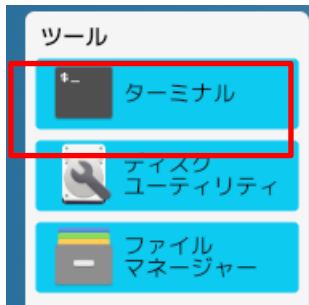 ツール
$_
ターミナル
ディスク
ユーティリティ
ファイル
マネージャー